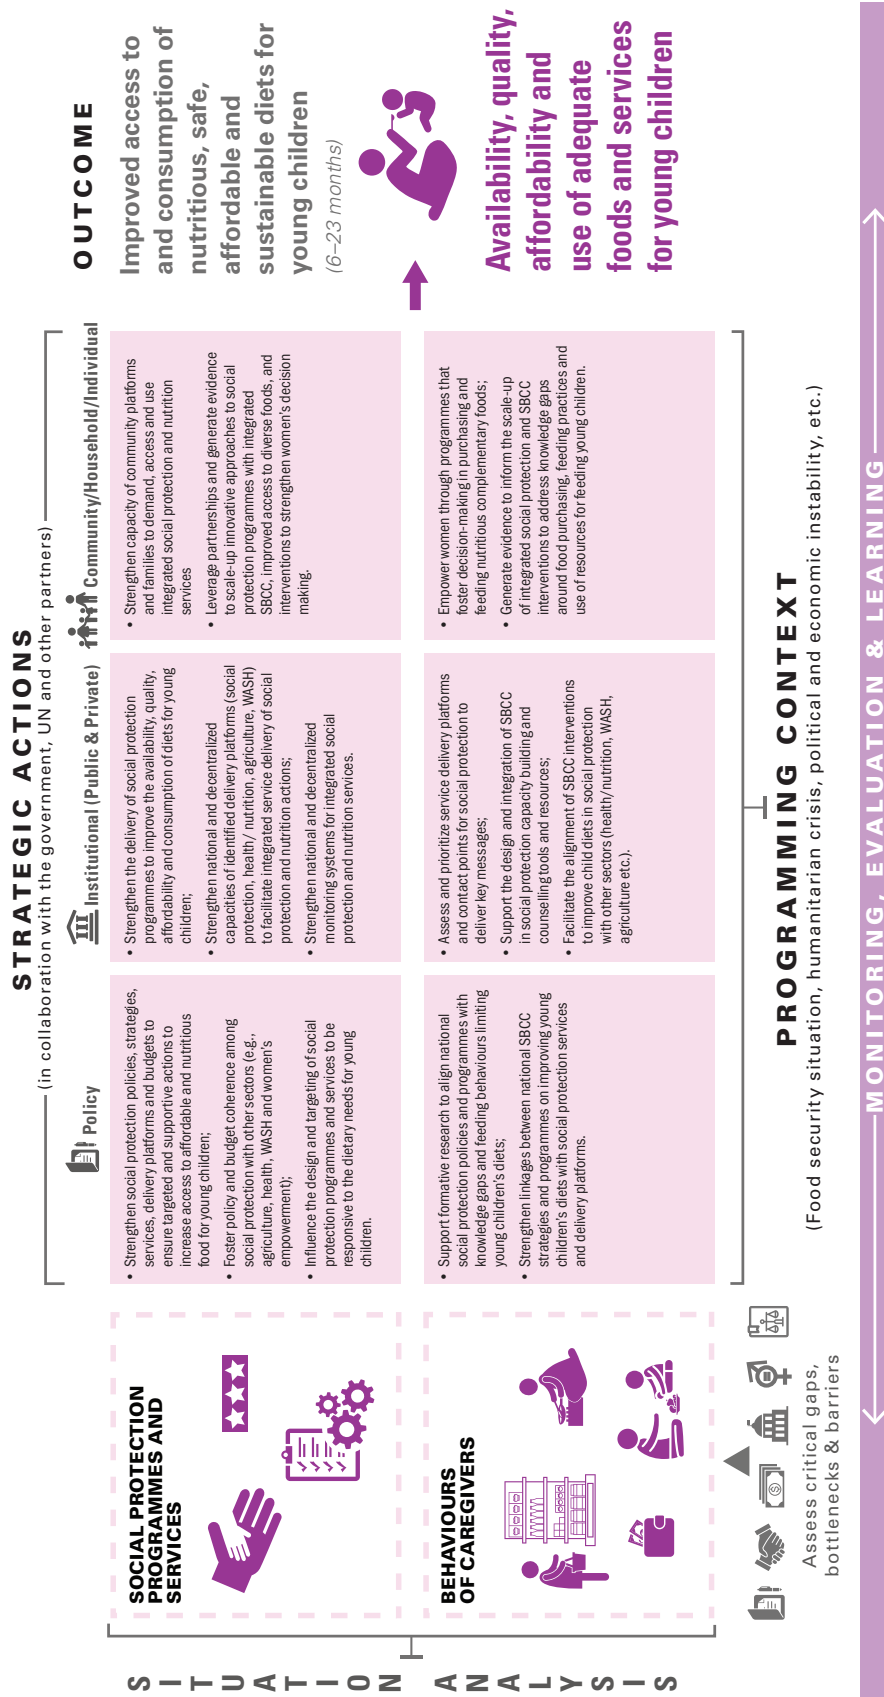 STRATEGIC ACTIONS
(in collaboration with the government, UN and other partners)
OUTCOME
Policy
Institutional (Public & Private)
Community/Household/Individual
SITUATION ANALYSIS
SOCIAL PROTECTION
PROGRAMMES AND
SERVICES
• Strengthen social protection policies, strategies,
services, delivery platforms and budgets to
ensure targeted and supportive actions to
increase access to affordable and nutritious
food for young children;
• Foster policy and budget coherence among
social protection with other sectors (e.g.,
agriculture, health, WASH and women's
empowerment);
• Influence the design and targeting of social
protection programmes and services to be
responsive to the dietary needs for young
children.
• Strengthen the delivery of social protection
programmes to improve the availability, quality,
affordability and consumption of diets for young
children;
• Strengthen national and decentralized
capacities of identified delivery platforms (social
protection, health/ nutrition, agriculture, WASH)
to facilitate integrated service delivery of social
protection and nutrition actions;
• Strengthen national and decentralized
monitoring systems for integrated social
protection and nutrition services.
• Strengthen capacity of community platforms
and families to demand, access and use
integrated social protection and nutrition
services
• Leverage partnerships and generate evidence
to scale-up innovative approaches to social
protection programmes with integrated
SBCC, improved access to diverse foods, and
interventions to strengthen women's decision
making.
Improved access to
and consumption of
nutritious, safe,
affordable and
sustainable diets for
young children
(6–23 months)
BEHAVIOURS
OF CAREGIVERS
• Support formative research to align national
social protection policies and programmes with
knowledge gaps and feeding behaviours limiting
young children's diets;
• Strengthen linkages between national SBCC
strategies and programmes on improving young
children's diets with social protection services
and delivery platforms.
• Assess and prioritize service delivery platforms
and contact points for social protection to
deliver key messages;
• Support the design and integration of SBCC
in social protection capacity building and
counselling tools and resources;
• Facilitate the alignment of SBCC interventions
to improve child diets in social protection
with other sectors (health/ nutrition, WASH,
agriculture etc.).
• Empower women through programmes that
foster decision-making in purchasing and
feeding nutritious complementary foods;
• Generate evidence to inform the scale-up
of integrated social protection and SBCC
interventions to address knowledge gaps
around food purchasing, feeding practices and
use of resources for feeding young children.
Availability, quality,
affordability and
use of adequate
foods and services
for young children
Assess critical gaps,
bottlenecks & barriers
PROGRAMMING CONTEXT
(Food security situation, humanitarian crisis, political and economic instability, etc.)
MONITORING, EVALUATION & LEARNING